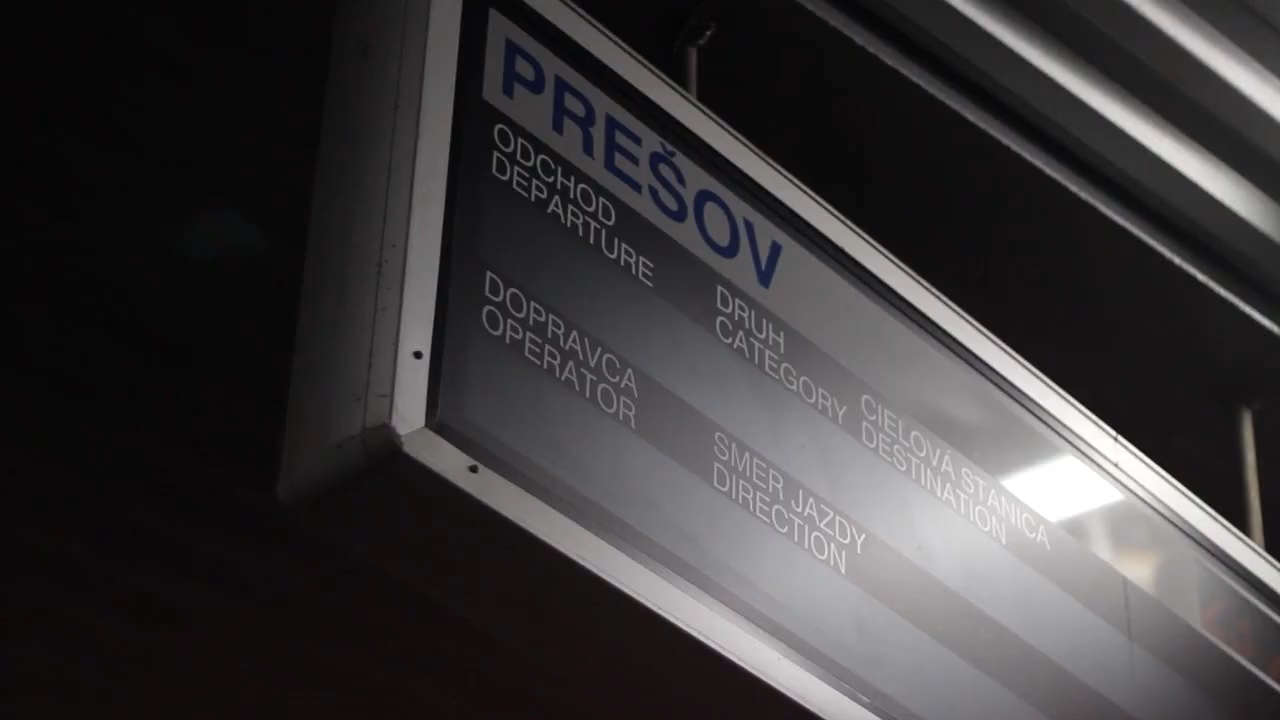 PREŠOV
ODCHOD
DEPARTURE
DRUH
CATEGORY
CIELOVÁ STANICA
DESTINATION
DOPRAVCA
OPERATOR
SMER JAZDY
DIRECTION